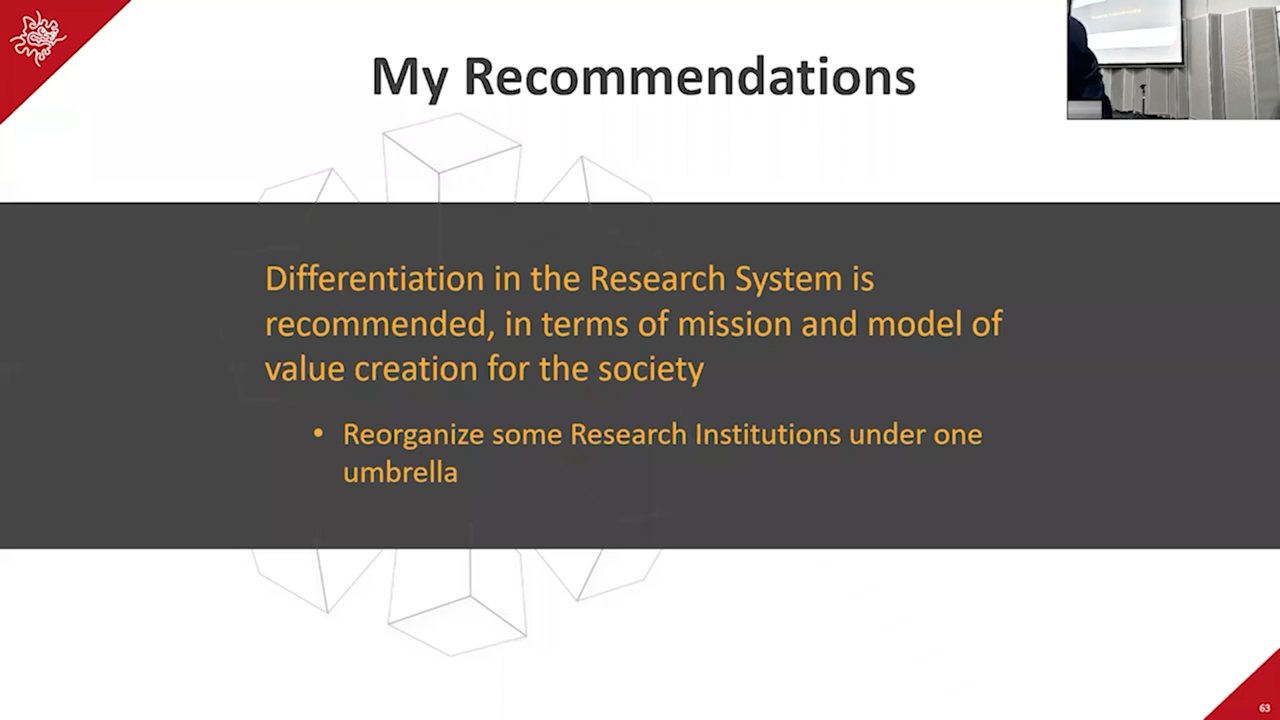 My Recommendations
Differentiation in the Research System is
recommended, in terms of mission and model of
value creation for the society
• Reorganize some Research Institutions under one
umbrella
63